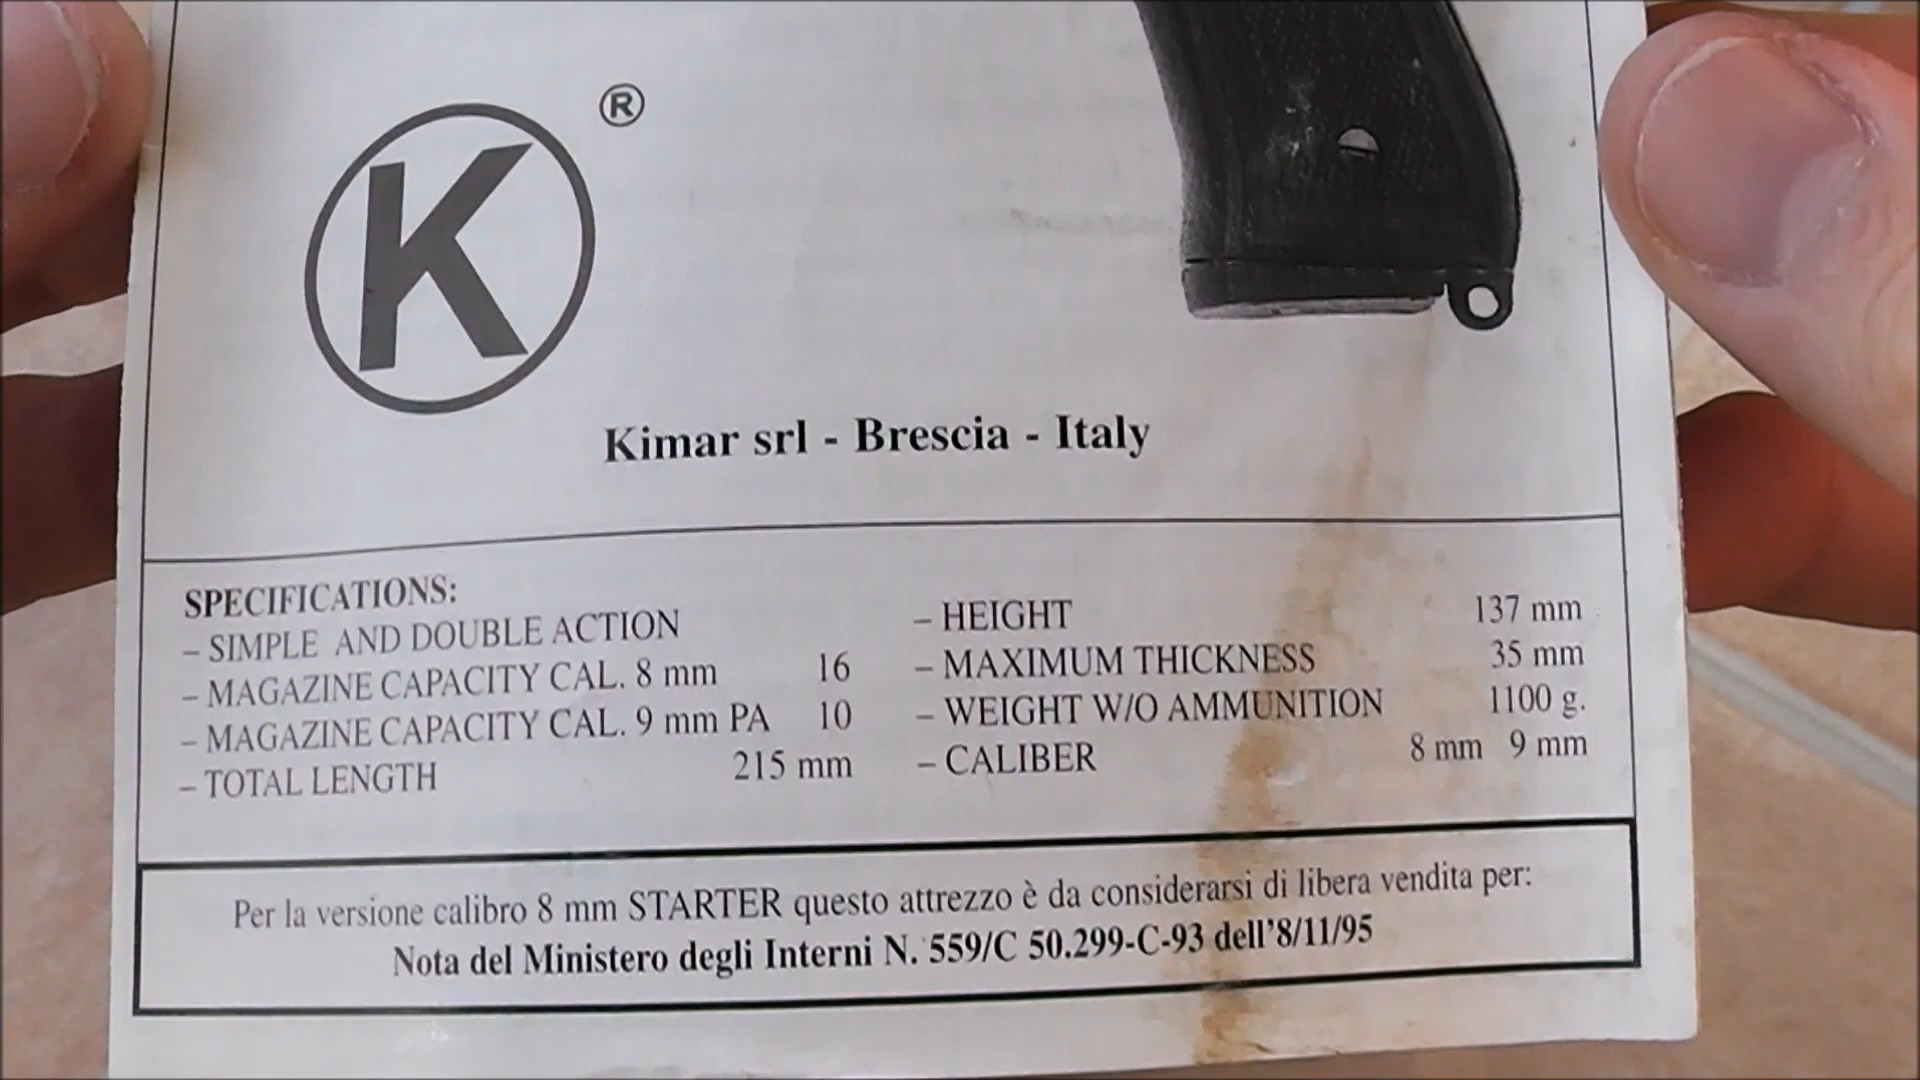 K ®
Kimar srl - Brescia - Italy
SPECIFICATIONS:
– SIMPLE AND DOUBLE ACTION
– MAGAZINE CAPACITY CAL. 8 mm 16
– MAGAZINE CAPACITY CAL. 9 mm PA 10
– TOTAL LENGTH 215 mm
– HEIGHT 137 mm
– MAXIMUM THICKNESS 35 mm
– WEIGHT W/O AMMUNITION 1100 g.
– CALIBER 8 mm 9 mm
Per la versione calibro 8 mm STARTER questo attrezzo è da considerarsi di libera vendita per:
Nota del Ministero degli Interni N. 559/C 50.299-C-93 dell'8/11/95